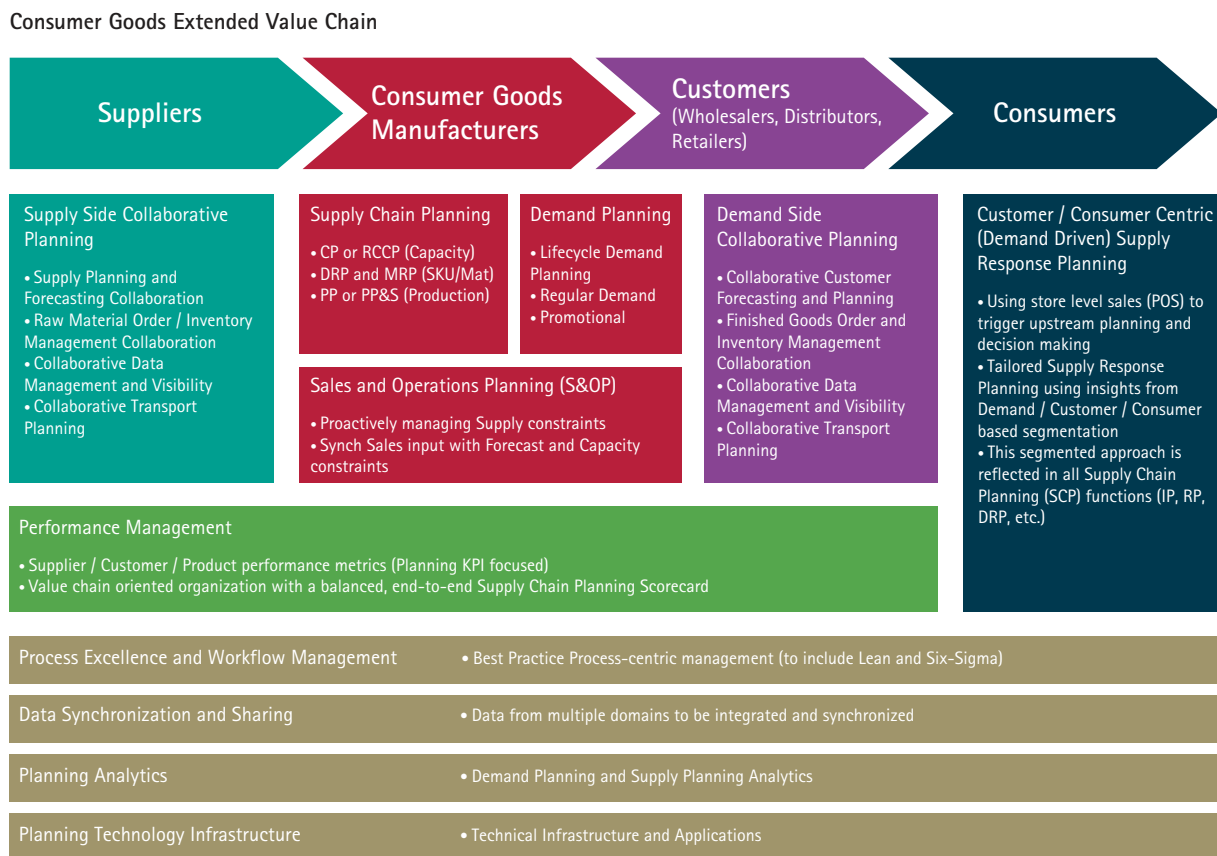 Consumer Goods Extended Value Chain
Suppliers
Consumer Goods
Manufacturers
Customers
(Wholesalers, Distributors,
Retailers)
Consumers
Supply Side Collaborative
Planning
• Supply Planning and
Forecasting Collaboration
• Raw Material Order / Inventory
Management Collaboration
• Collaborative Data
Management and Visibility
• Collaborative Transport
Planning
Supply Chain Planning
• CP or RCCP (Capacity)
• DRP and MRP (SKU/Mat)
• PP or PP&S (Production)
Demand Planning
• Lifecycle Demand
Planning
• Regular Demand
• Promotional
Sales and Operations Planning (S&OP)
• Proactively managing Supply constraints
• Synch Sales input with Forecast and Capacity
constraints
Demand Side
Collaborative Planning
• Collaborative Customer
Forecasting and Planning
• Finished Goods Order and
Inventory Management
Collaboration
• Collaborative Data
Management and Visibility
• Collaborative Transport
Planning
Customer / Consumer Centric
(Demand Driven) Supply
Response Planning
• Using store level sales (POS) to
trigger upstream planning and
decision making
• Tailored Supply Response
Planning using insights from
Demand / Customer / Consumer
based segmentation
• This segmented approach is
reflected in all Supply Chain
Planning (SCP) functions (IP, RP,
DRP, etc.)
Performance Management
• Supplier / Customer / Product performance metrics (Planning KPI focused)
• Value chain oriented organization with a balanced, end-to-end Supply Chain Planning Scorecard
Process Excellence and Workflow Management
• Best Practice Process-centric management (to include Lean and Six-Sigma)
Data Synchronization and Sharing
• Data from multiple domains to be integrated and synchronized
Planning Analytics
• Demand Planning and Supply Planning Analytics
Planning Technology Infrastructure
• Technical Infrastructure and Applications